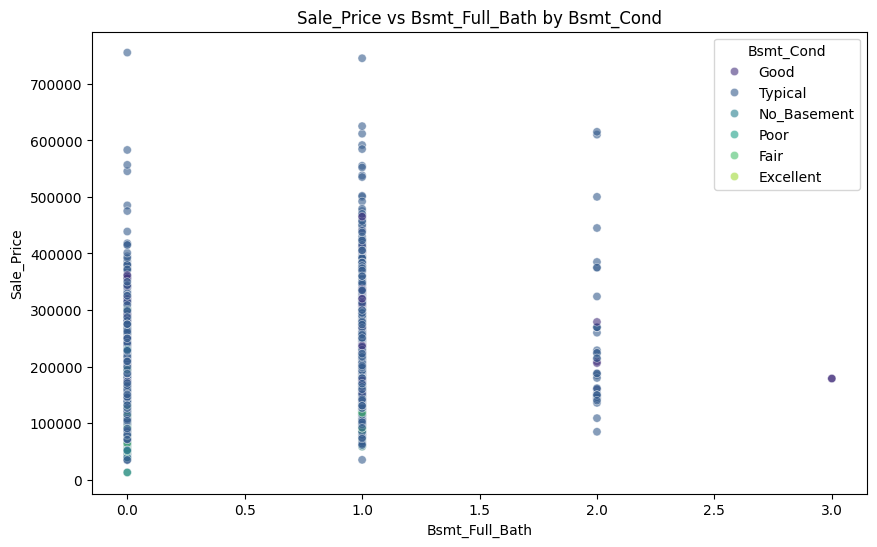 Sale_Price vs Bsmt_Full_Bath by Bsmt_Cond
Bsmt_Cond
Good
Typical
No_Basement
Poor
Fair
Excellent
700000
600000
500000
400000
300000
200000
100000
0
Sale_Price
0.0 0.5 1.0 1.5 2.0 2.5 3.0
Bsmt_Full_Bath